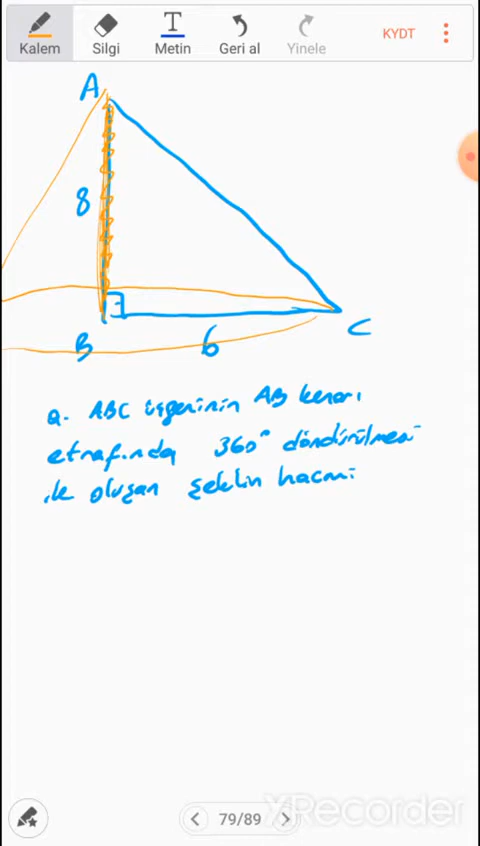 Kalem Silgi Metin Geri al Yinele KYDT
A
8
B
6
C
a. ABC üçgeninin AB kenarı
etrafında 360° döndürülmesi
ile oluşan şeklin hacmi
79/89
XRecorder